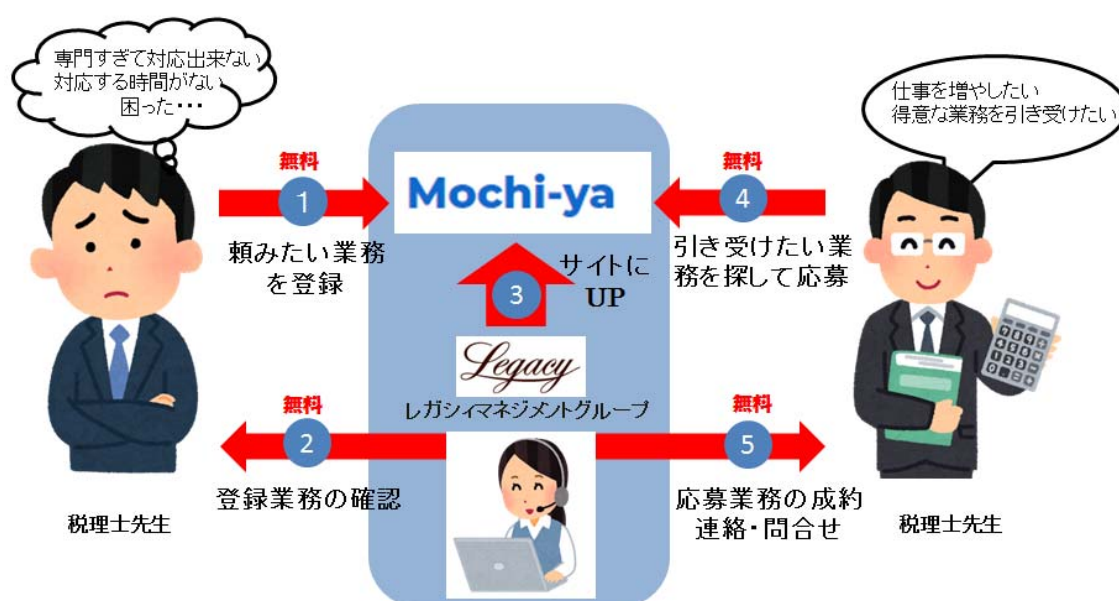 専門すぎて対応出来ない
対応する時間がない
困った・・・
仕事を増やしたい
得意な業務を引き受けたい
無料
1
頼みたい業務
を登録
Mochi-ya
無料
4
引き受けたい業
務を探して応募
3
サイトに
UP
Legacy
レガシィマネジメントグループ
無料
2
登録業務の確認
無料
5
応募業務の成約
連絡・問合せ
税理士先生
税理士先生